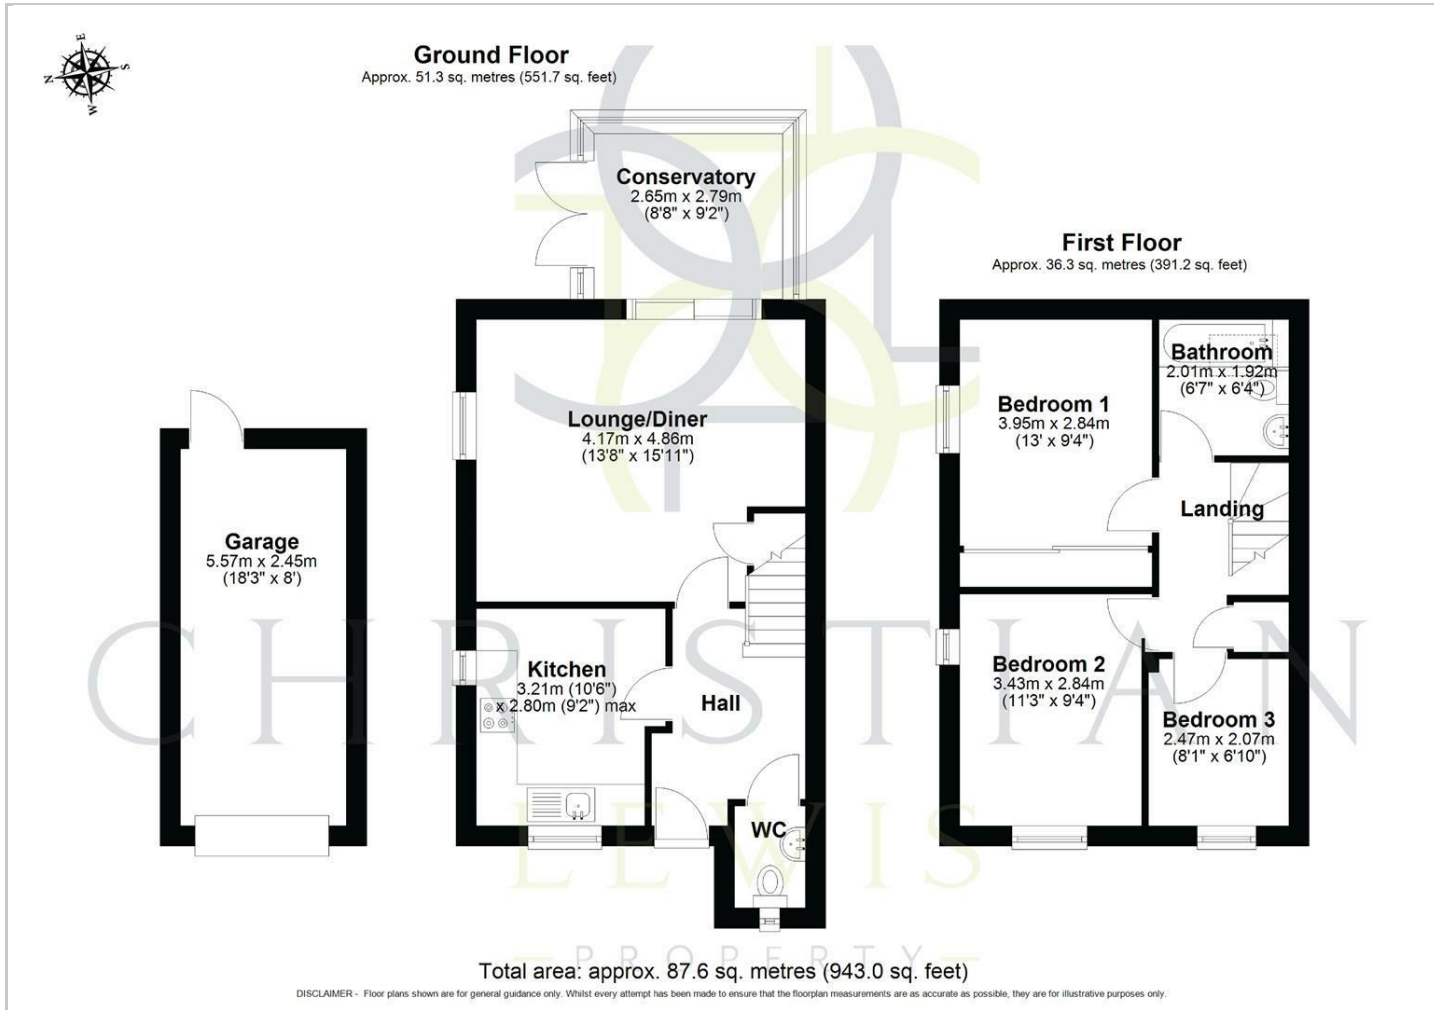 E
N
S
W
Ground Floor
Approx. 51.3 sq. metres (551.7 sq. feet)
Conservatory
2.65m x 2.79m
(8'8" x 9'2")
First Floor
Approx. 36.3 sq. metres (391.2 sq. feet)
Bathroom
2.01m x 1.92m
(6'7" x 6'4")
Bedroom 1
3.95m x 2.84m
(13' x 9'4")
Lounge/Diner
4.17m x 4.86m
(13'8" x 15'11")
Landing
Garage
5.57m x 2.45m
(18'3" x 8')
Kitchen
3.21m (10'6")
x 2.80m (9'2") max
Hall
Bedroom 2
3.43m x 2.84m
(11'3" x 9'4")
Bedroom 3
2.47m x 2.07m
(8'1" x 6'10")
WC
CHRISTIAN
LEWIS
PROPERTY
Total area: approx. 87.6 sq. metres (943.0 sq. feet)
DISCLAIMER - Floor plans shown are for general guidance only. Whilst every attempt has been made to ensure that the floorplan measurements are as accurate as possible, they are for illustrative purposes only.